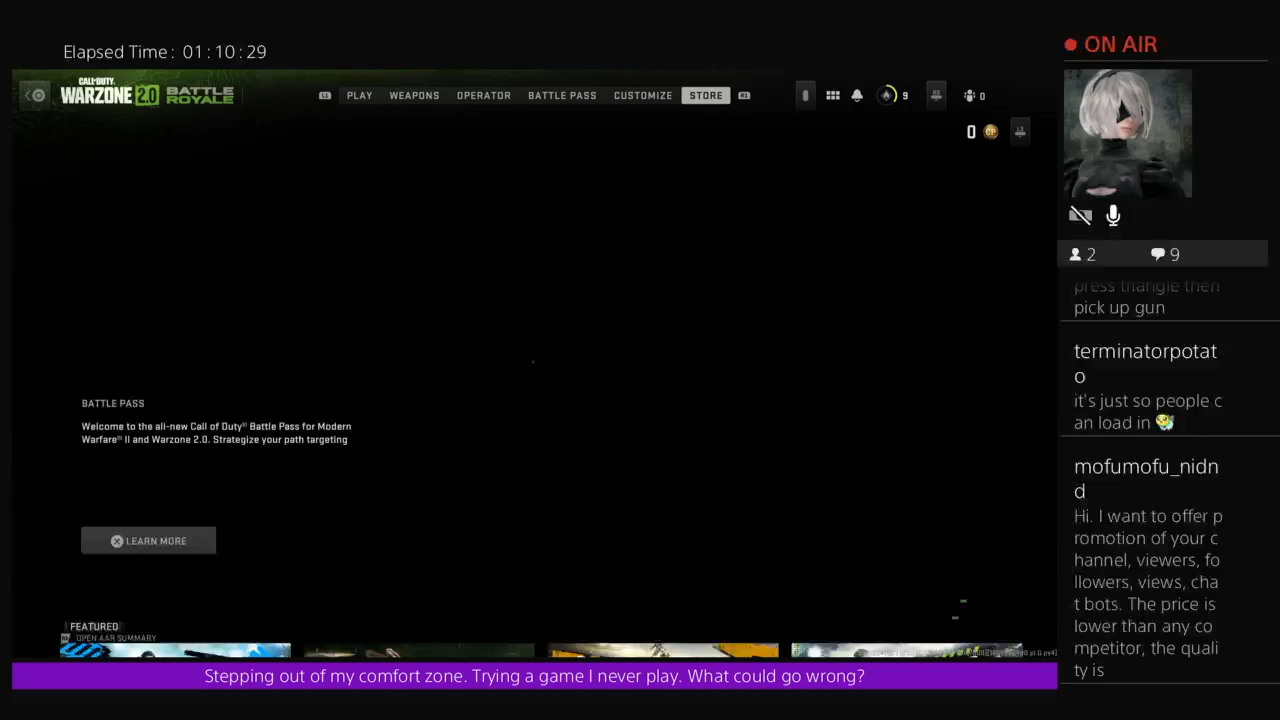 Elapsed Time: 01:10:29
ON AIR
CALL OF DUTY
WARZONE 2.0 BATTLE ROYALE
L1 PLAY WEAPONS OPERATOR BATTLE PASS CUSTOMIZE STORE R1
9
0
0 CP
2 9
press triangle then
pick up gun
terminatorpotat
o
it's just so people c
an load in
mofumofu_nidn
d
Hi. I want to offer p
romotion of your c
hannel, viewers, fo
llowers, views, cha
t bots. The price is
lower than any co
mpetitor, the quali
ty is
BATTLE PASS
Welcome to the all-new Call of Duty® Battle Pass for Modern
Warfare® II and Warzone 2.0. Strategize your path targeting
LEARN MORE
FEATURED
OPEN AAR SUMMARY
Stepping out of my comfort zone. Trying a game I never play. What could go wrong?